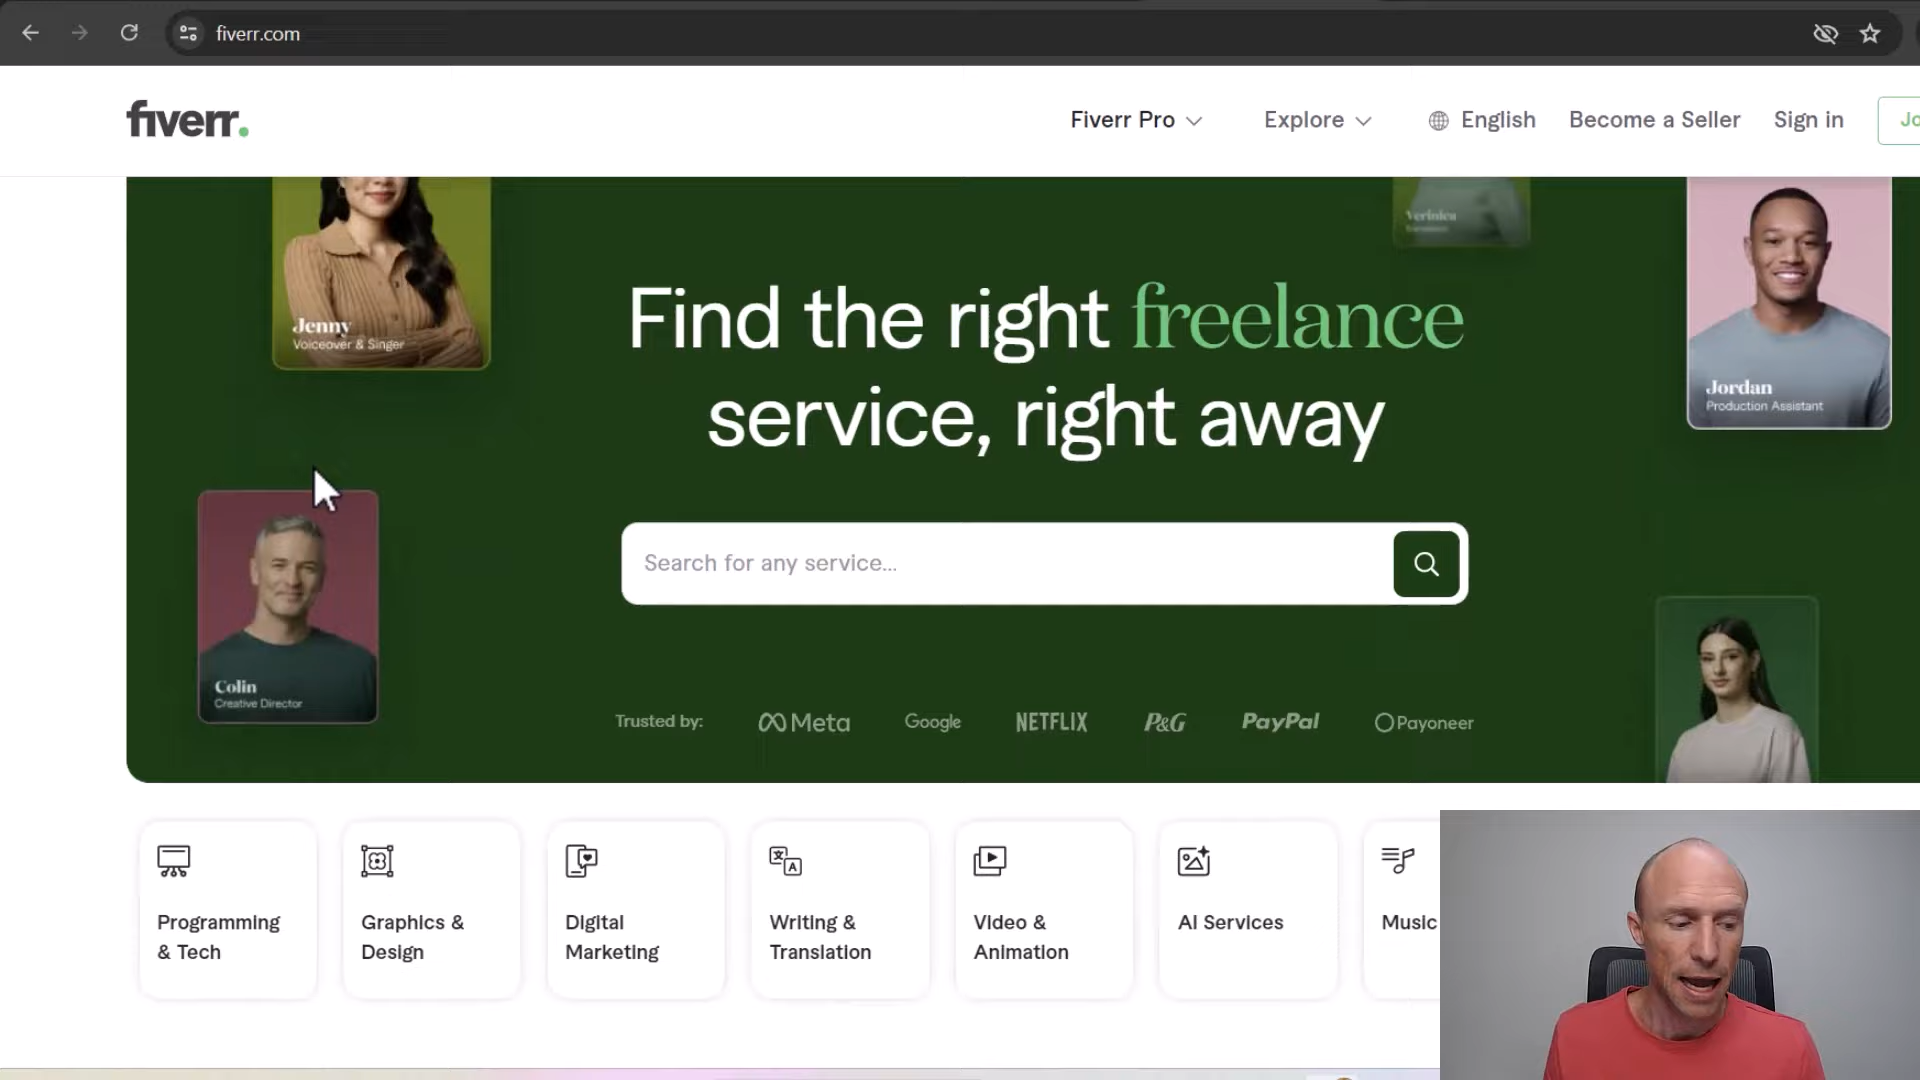 fiverr.com
fiverr.
Fiverr Pro
Explore
English
Become a Seller
Sign in
Jo
Verinica
Jenny
Voiceover & Singer
Jordan
Production Assistant
Find the right freelance
service, right away
Search for any service...
Colin
Creative Director
Trusted by:
Meta
Google
NETFLIX
P&G
PayPal
Payoneer
Programming
& Tech
Graphics &
Design
Digital
Marketing
Writing &
Translation
Video &
Animation
AI Services
Music